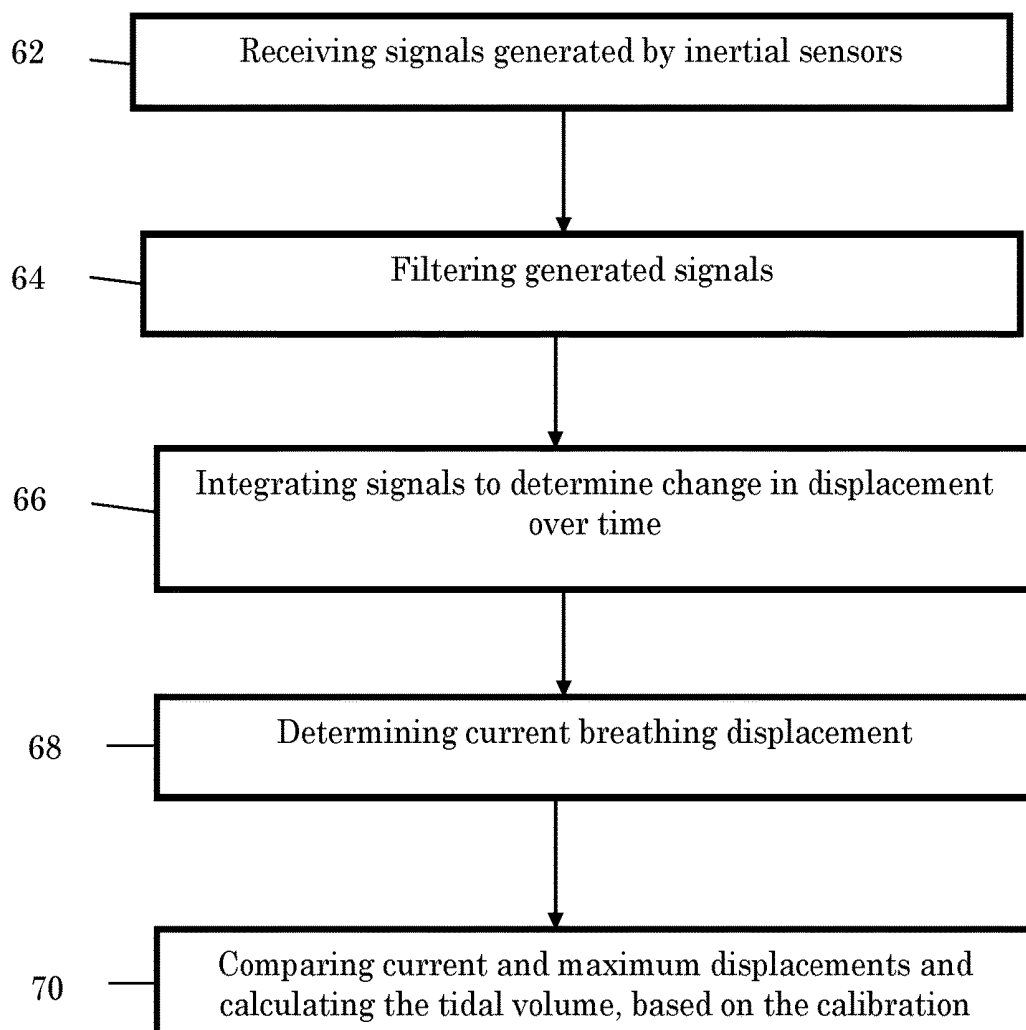 62
Receiving signals generated by inertial sensors
64
Filtering generated signals
66
Integrating signals to determine change in displacement
over time
68
Determining current breathing displacement
70
Comparing current and maximum displacements and
calculating the tidal volume, based on the calibration